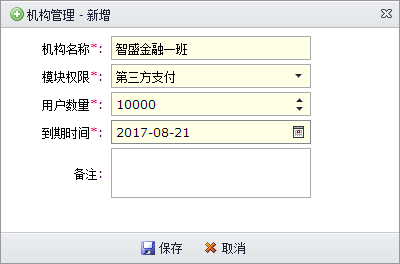 机构管理 - 新增
机构名称*: 智盛金融一班
模块权限*: 第三方支付
用户数量*: 10000
到期时间*: 2017-08-21
备注:
保存 取消